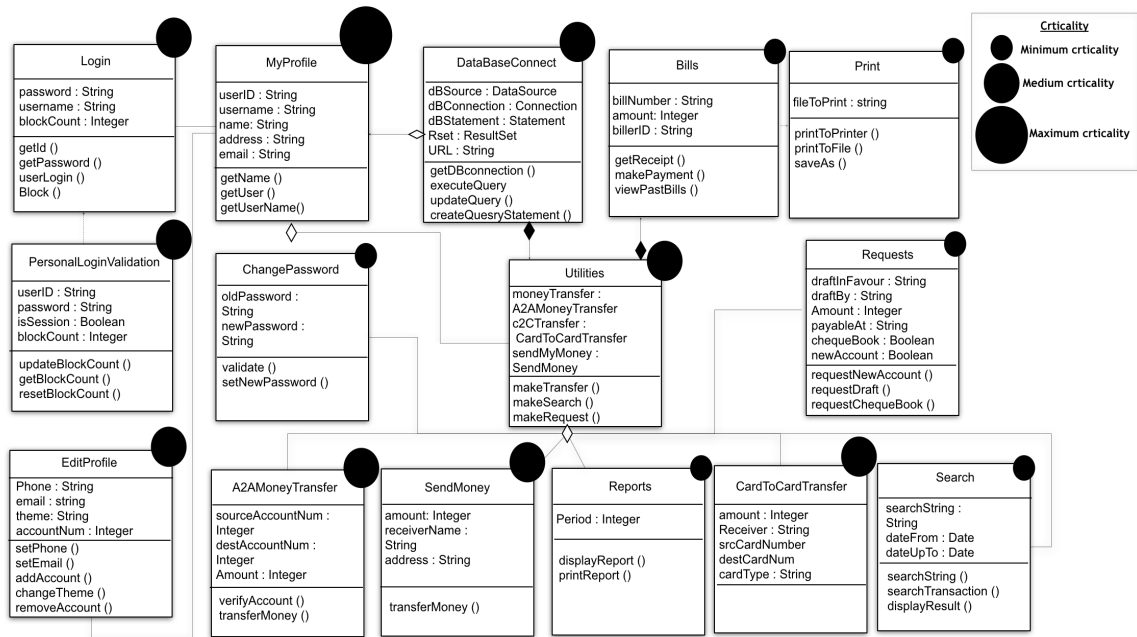 Login
password : String
username : String
blockCount : Integer
getId ()
getPassword ()
userLogin ()
Block ()
MyProfile
userID : String
username : String
name: String
address : String
email : String
getName ()
getUser ()
getUserName()
DataBaseConnect
dBSource : DataSource
dBConnection : Connection
dBStatement : Statement
Rset : ResultSet
URL : String
getDBconnection ()
executeQuery
updateQuery ()
createQuesryStatement ()
Bills
billNumber : String
amount: Integer
billerID : String
getReceipt ()
makePayment ()
viewPastBills ()
Print
fileToPrint : string
printToPrinter ()
printToFile ()
saveAs ()
Crticality
Minimum crticality
Medium crticality
Maximum crticality
PersonalLoginValidation
userID : String
password : String
isSession : Boolean
blockCount : Integer
updateBlockCount ()
getBlockCount ()
resetBlockCount ()
ChangePassword
oldPassword :
String
newPassword :
String
validate ()
setNewPassword ()
Utilities
moneyTransfer :
A2AMoneyTransfer
c2CTransfer :
CardToCardTransfer
sendMyMoney :
SendMoney
makeTransfer ()
makeSearch ()
makeRequest ()
Requests
draftInFavour : String
draftBy : String
Amount : Integer
payableAt : String
chequeBook : Boolean
newAccount : Boolean
requestNewAccount ()
requestDraft ()
requestChequeBook ()
EditProfile
Phone : String
email : string
theme: String
accountNum : Integer
setPhone ()
setEmail ()
addAccount ()
changeTheme ()
removeAccount ()
A2AMoneyTransfer
sourceAccountNum :
Integer
destAccountNum :
Integer
Amount : Integer
verifyAccount ()
transferMoney ()
SendMoney
amount: Integer
receiverName :
String
address : String
transferMoney ()
Reports
Period : Integer
displayReport ()
printReport ()
CardToCardTransfer
amount : Integer
Receiver : String
srcCardNumber
destCardNum
cardType : String
Search
searchString :
String
dateFrom : Date
dateUpTo : Date
searchString ()
searchTransaction ()
displayResult ()